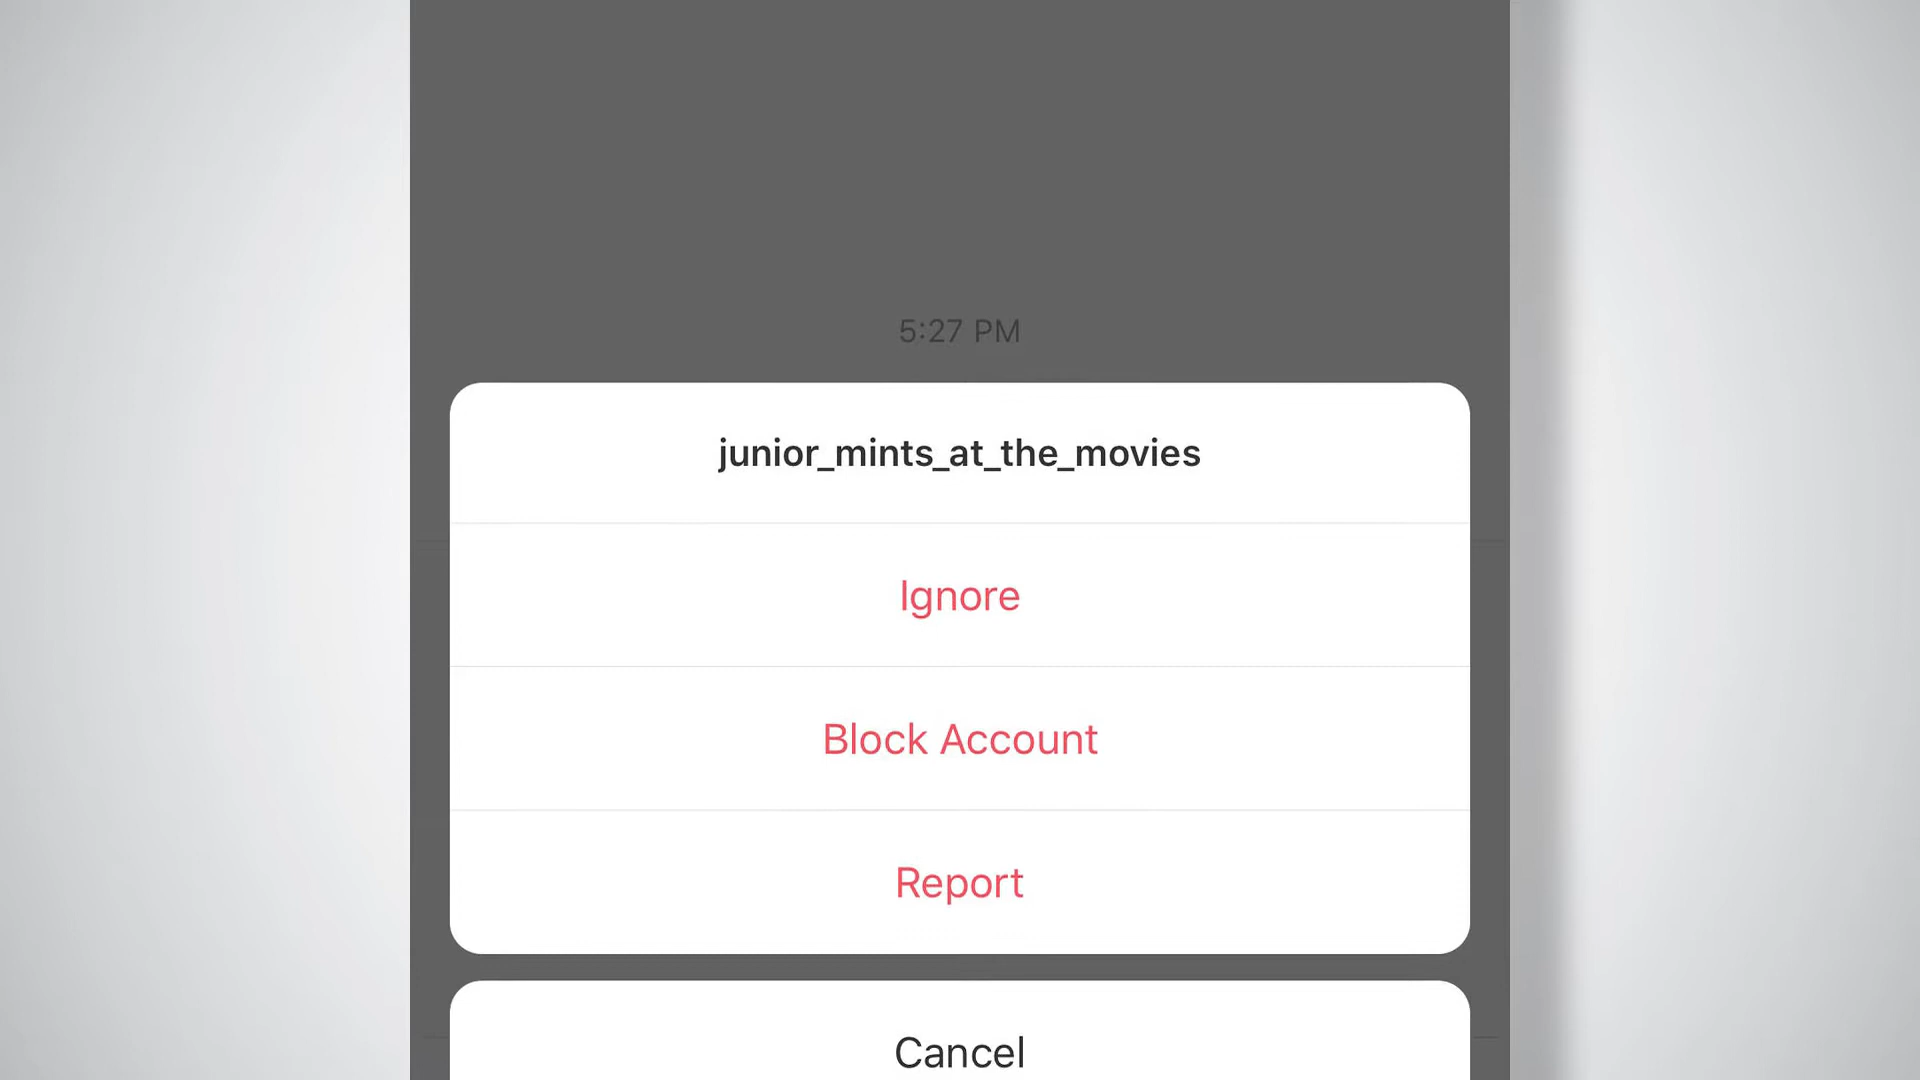 5:27 PM
junior_mints_at_the_movies
Ignore
Block Account
Report
Cancel